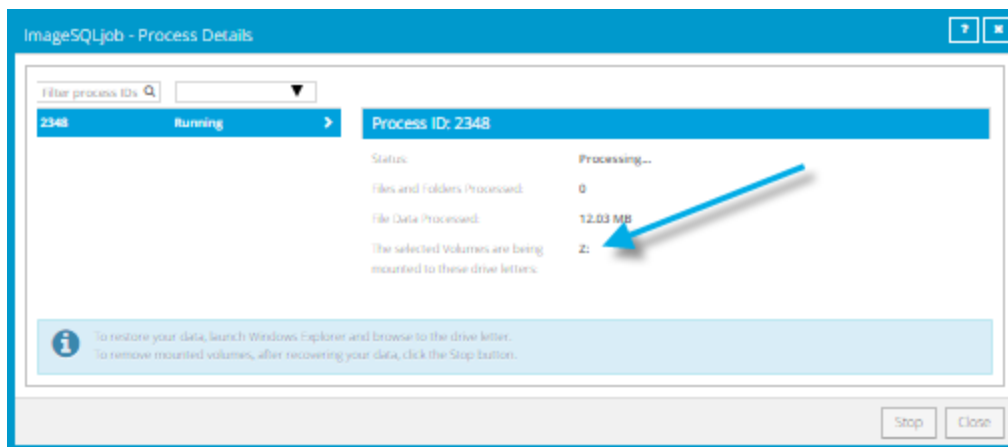 ImageSQLjob - Process Details
?
Filter process IDs
2348 Running
Process ID: 2348
Status: Processing...
Files and Folders Processed: 0
File Data Processed: 12.03 MB
The selected Volumes are being Z:
mounted to these drive letters:
To restore your data, launch Windows Explorer and browse to the drive letter.
To remove mounted volumes, after recovering your data, click the Stop button.
Stop Close